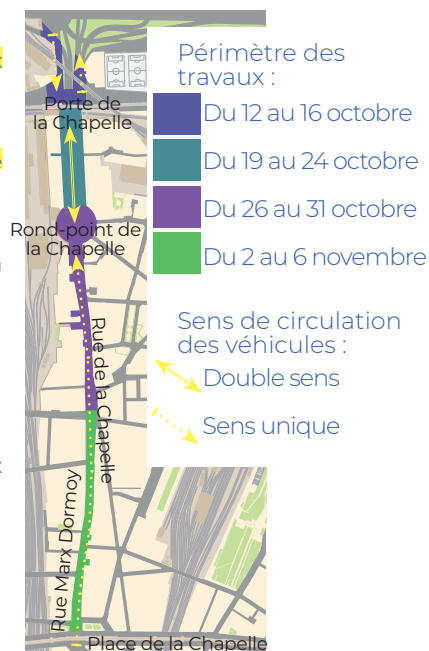 Périmètre des
travaux :
Du 12 au 16 octobre
Du 19 au 24 octobre
Du 26 au 31 octobre
Du 2 au 6 novembre
Sens de circulation
des véhicules :
Double sens
Sens unique
Porte de
la Chapelle
Rond-point de
la Chapelle
Rue de la Chapelle
Rue Marx Dormoy
Place de la Chapelle